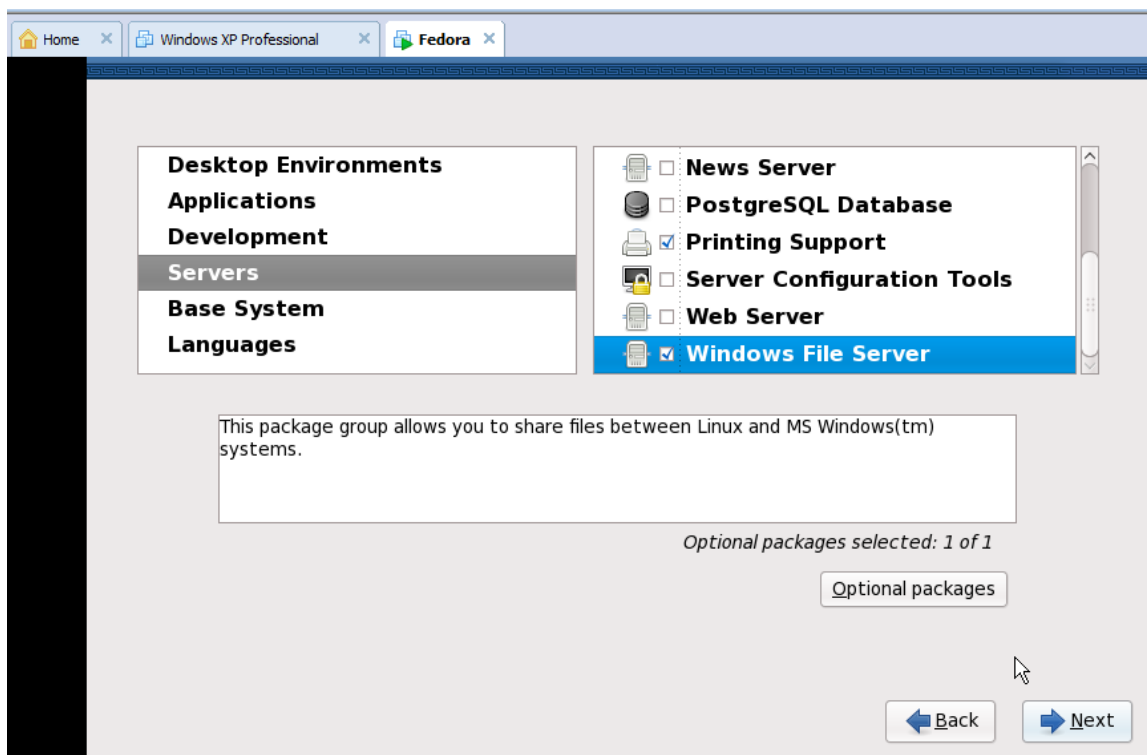 Home
Windows XP Professional
Fedora
Desktop Environments
Applications
Development
Servers
Base System
Languages
News Server
PostgreSQL Database
Printing Support
Server Configuration Tools
Web Server
Windows File Server
This package group allows you to share files between Linux and MS Windows(tm)
systems.
Optional packages selected: 1 of 1
Optional packages
Back
Next